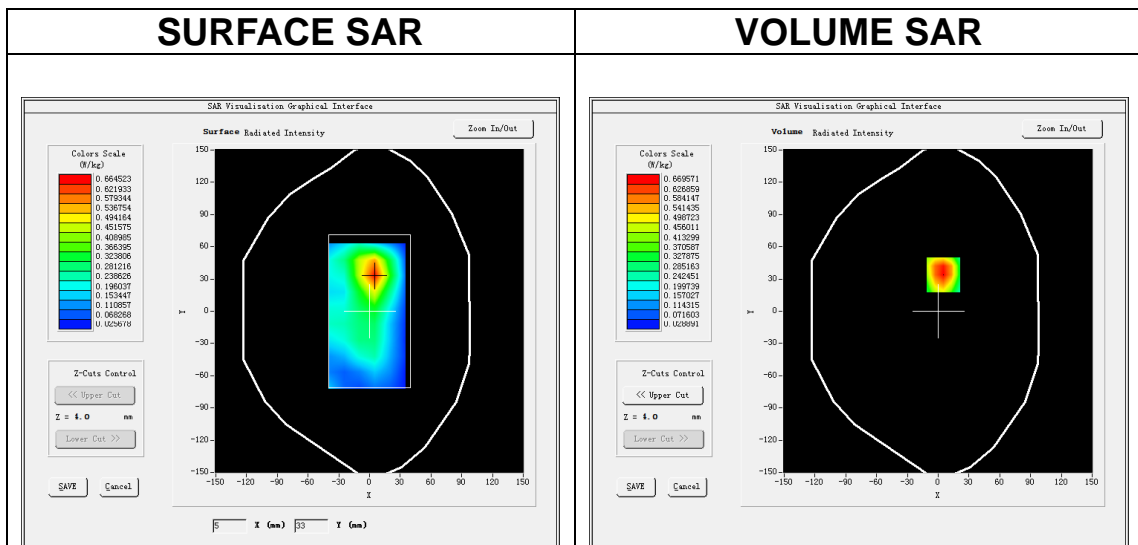 SURFACE SAR
VOLUME SAR
SAR Visualisation Graphical Interface
Surface Radiated Intensity
Zoom In/Out
Colors Scale
(W/kg)
0.664523
0.621933
0.579344
0.536754
0.494164
0.451575
0.408985
0.366395
0.323806
0.281216
0.238626
0.196037
0.153447
0.110857
0.068268
0.025678
Z-Cuts Control
<< Upper Cut
Z = 4.0 mm
Lower Cut >>
SAVE
Cancel
150
120
90
60
30
0
-30
-60
-90
-120
-150
Y
-150 -120 -90 -60 -30 0 30 60 90 120 150
X
5 X (mm) 33 Y (mm)
SAR Visualisation Graphical Interface
Volume Radiated Intensity
Zoom In/Out
Colors Scale
(W/kg)
0.669571
0.626859
0.584147
0.541435
0.498723
0.456011
0.413299
0.370587
0.327875
0.285163
0.242451
0.199739
0.157027
0.114315
0.071603
0.028891
Z-Cuts Control
<< Upper Cut
Z = 4.0 mm
Lower Cut >>
SAVE
Cancel
150
120
90
60
30
0
-30
-60
-90
-120
-150
Y
-150 -120 -90 -60 -30 0 30 60 90 120 150
X